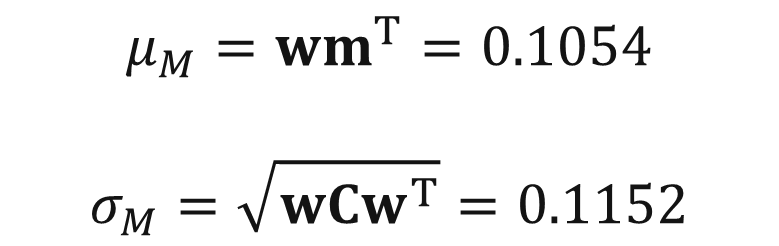 μ_M = wm^T = 0.1054
σ_M = √wCw^T = 0.1152